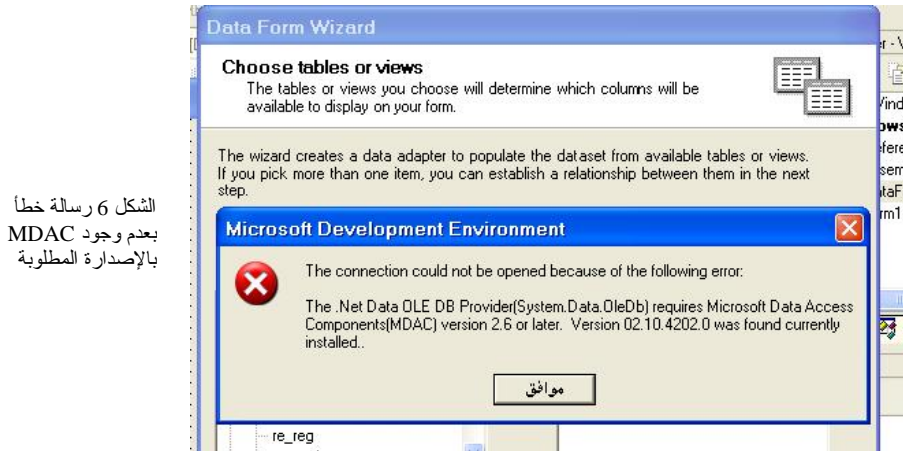 Data Form Wizard
Choose tables or views
The tables or views you choose will determine which columns will be
available to display on your form.
The wizard creates a data adapter to populate the dataset from available tables or views.
If you pick more than one item, you can establish a relationship between them in the next
step.
الشكل 6 رسالة خطأ
بعدم وجود MDAC
بالإصدارة المطلوبة
Microsoft Development Environment
The connection could not be opened because of the following error:
The .Net Data OLE DB Provider(System.Data.OleDb) requires Microsoft Data Access
Components(MDAC) version 2.6 or later.  Version 02.10.4202.0 was found currently
installed..
موافق
re_reg